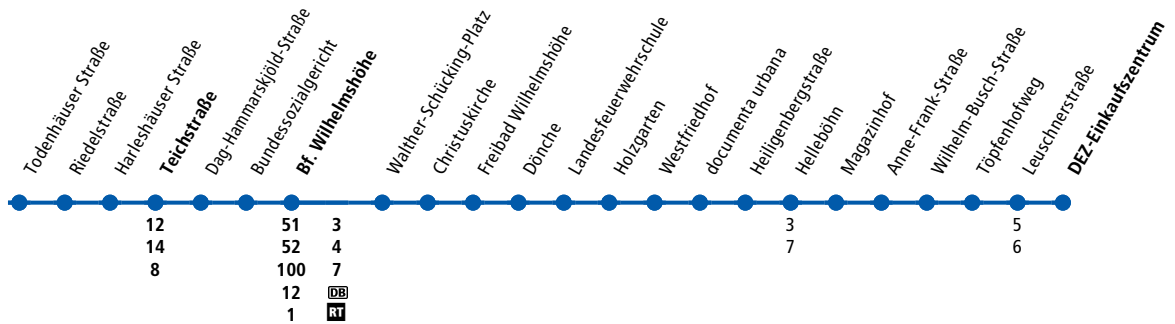 Todenhäuser Straße
Riedelstraße
Harleshäuser Straße
Teichstraße
Dag-Hammarskjöld-Straße
Bundessozialgericht
Bf. Wilhelmshöhe
Walther-Schücking-Platz
Christuskirche
Freibad Wilhelmshöhe
Dönche
Landesfeuerwehrschule
Holzgarten
Westfriedhof
documenta urbana
Heiligenbergstraße
Helleböhn
Magazinhof
Anne-Frank-Straße
Wilhelm-Busch-Straße
Töpfenhofweg
Leuschnerstraße
DEZ-Einkaufszentrum
12 51 3 3 5
14 52 4 7 6
8 100 7
12 DB
1 RT